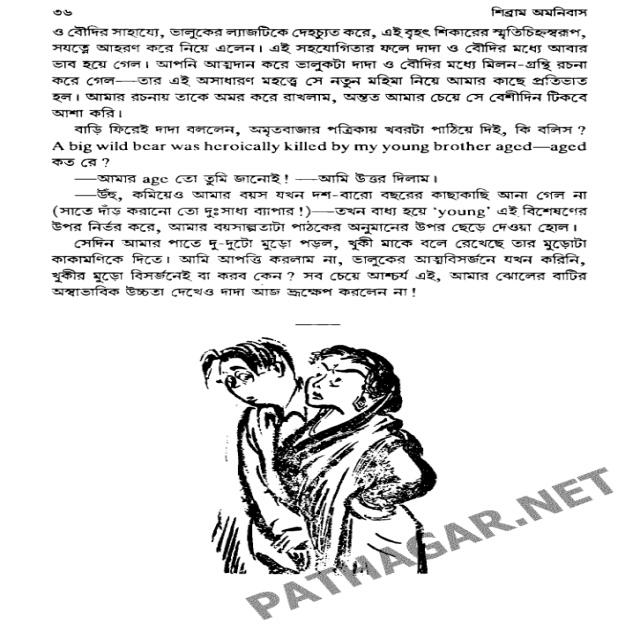 ৩৬ শিব্রাম অমনিবাস
ও বৌদির সাহায্যে, ভালুকের ল্যাজটিকে দেহচ্যুত করে, এই বৃহৎ শিকারের স্মৃতিচিহ্নস্বরূপ,
সযত্নে আহরণ করে নিয়ে এলেন। এই সহযোগিতার ফলে দাদা ও বৌদির মধ্যে আবার
ভাব হয়ে গেল। আপনি আত্মদান করে ভালুকটা দাদা ও বৌদির মধ্যে মিলন-গ্রন্থি রচনা
করে গেল—তার এই অসাধারণ মহত্ত্বে সে নতুন মহিমা নিয়ে আমার কাছে প্রতিভাত
হল। আমার রচনায় তাকে অমর করে রাখলাম, অন্তত আমার চেয়ে সে বেশীদিন টিকবে
আশা করি।
বাড়ি ফিরেই দাদা বললেন, অমৃতবাজার পত্রিকায় খবরটা পাঠিয়ে দিই, কি বলিস ?
A big wild bear was heroically killed by my young brother aged—aged
কত রে ?
—আমার age তো তুমি জানোই ! —আমি উত্তর দিলাম।
—উঁহু, কমিয়েও আমার বয়স যখন দশ-বারো বছরের কাছাকাছি আনা গেল না
(সাতে দাঁড় করানো তো দুঃসাধ্য ব্যাপার !)—তখন বাধ্য হয়ে ‘young’ এই বিশেষণের
উপর নির্ভর করে, আমার বয়সাল্পতাটা পাঠকের অনুমানের উপর ছেড়ে দেওয়া হোল।
সেদিন আমার পাতে দু-দুটো মুড়ো পড়ল, খুকী মাকে বলে রেখেছে তার মুড়োটা
কাকামণিকে দিতে। আমি আপত্তি করলাম না, ভালুকের আত্মবিসর্জনে যখন করিনি,
খুকীর মুড়ো বিসর্জনেই বা করব কেন ? সব চেয়ে আশ্চর্য এই, আমার ঝোলের বাটির
অস্বাভাবিক উচ্চতা দেখেও দাদা আজ ভ্রূক্ষেপ করলেন না !
PATHAGAR.NET